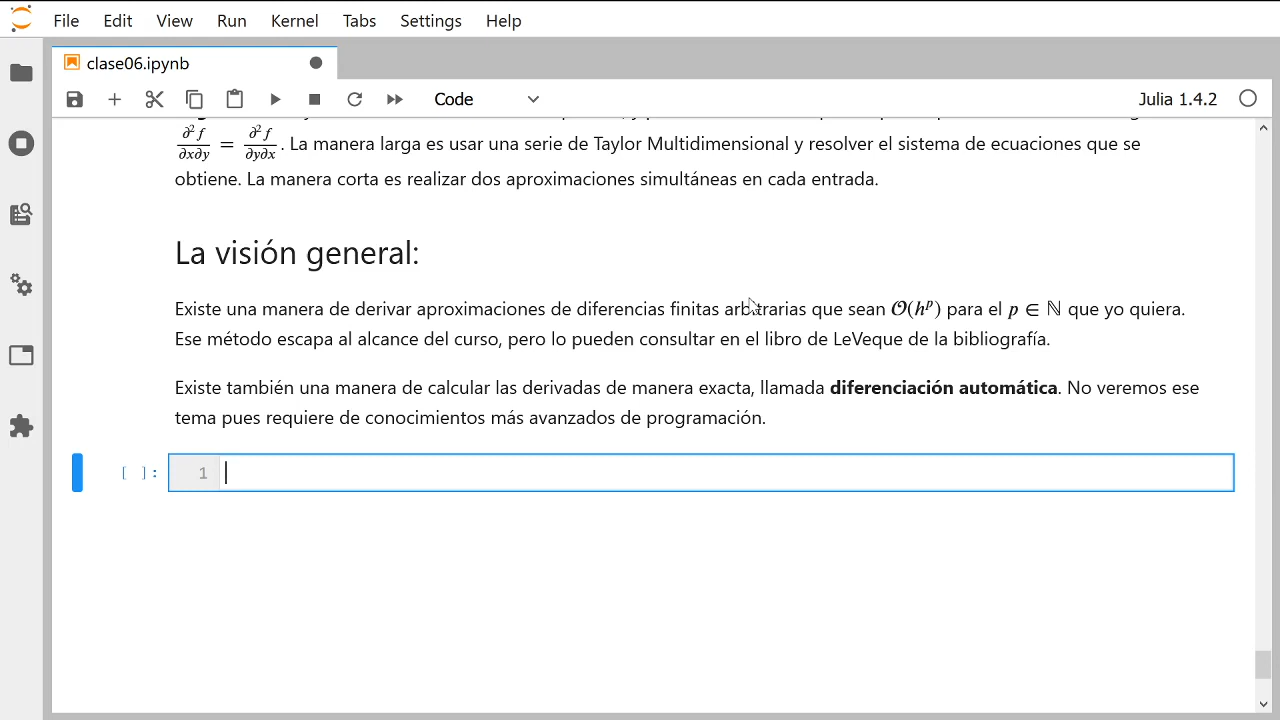 File Edit View Run Kernel Tabs Settings Help
clase06.ipynb
Code Julia 1.4.2
∂²f/∂x∂y = ∂²f/∂y∂x. La manera larga es usar una serie de Taylor Multidimensional y resolver el sistema de ecuaciones que se
obtiene. La manera corta es realizar dos aproximaciones simultáneas en cada entrada.
La visión general:
Existe una manera de derivar aproximaciones de diferencias finitas arbitrarias que sean 𝒪(hᵖ) para el p ∈ ℕ que yo quiera.
Ese método escapa al alcance del curso, pero lo pueden consultar en el libro de LeVeque de la bibliografía.
Existe también una manera de calcular las derivadas de manera exacta, llamada diferenciación automática. No veremos ese
tema pues requiere de conocimientos más avanzados de programación.
[ ]: 1